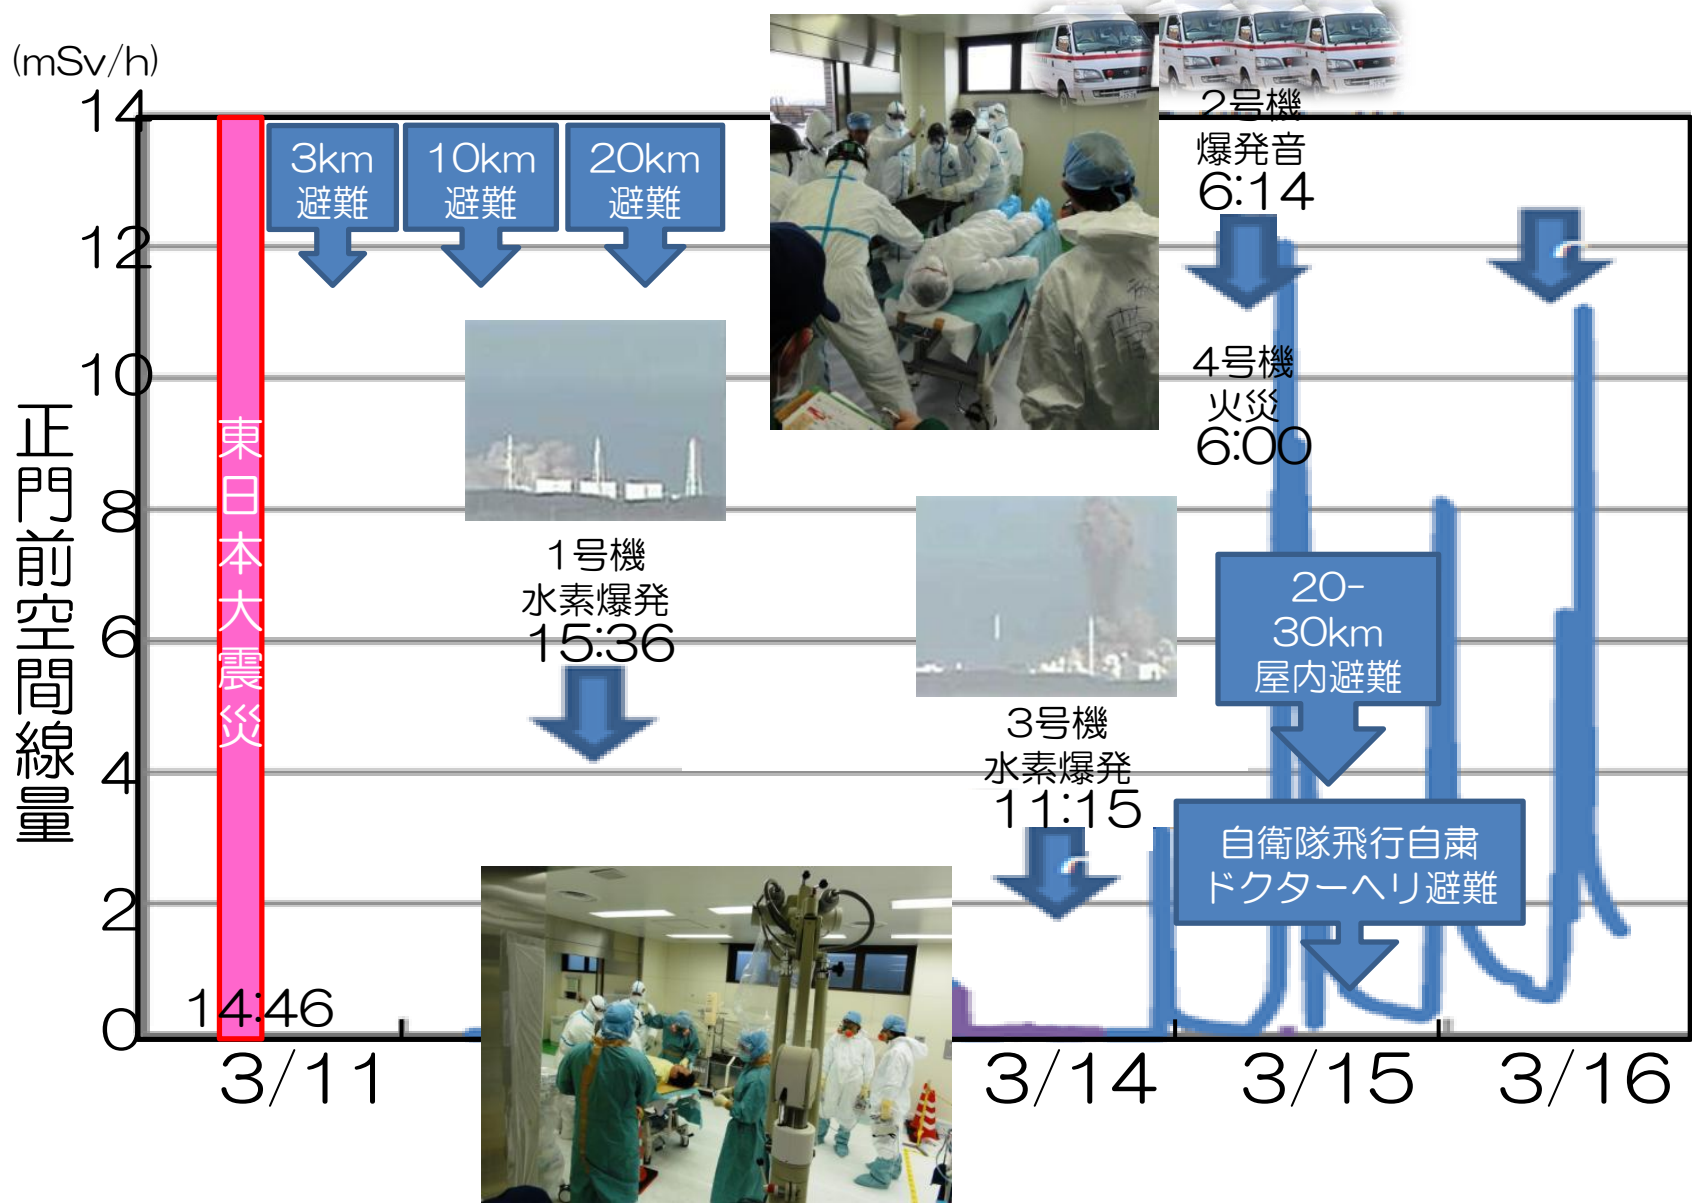 (mSv/h)
14
12
10
8
6
4
2
0
正門前空間線量
東日本大震災
14:46
3km
避難
10km
避難
20km
避難
1号機
水素爆発
15:36
3号機
水素爆発
11:15
2号機
爆発音
6:14
4号機
火災
6:00
20-
30km
屋内避難
自衛隊飛行自粛
ドクターヘリ避難
3/11
3/14
3/15
3/16